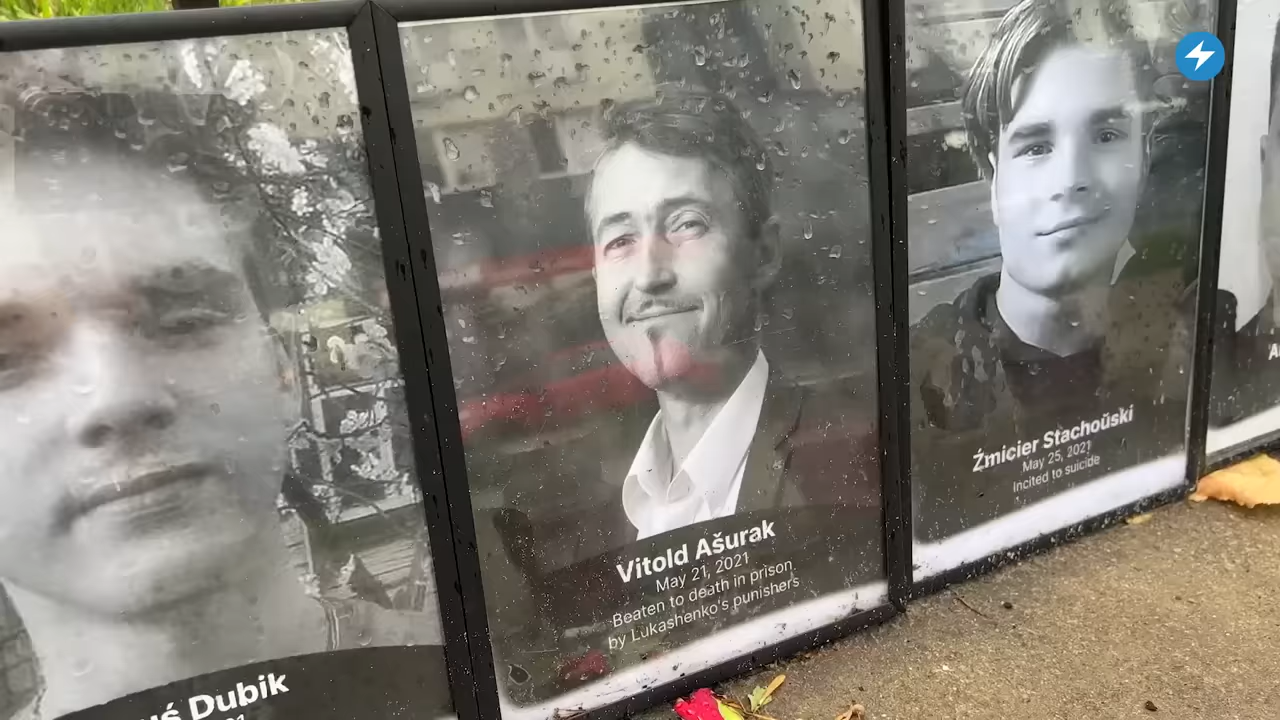 Dubik
Vitold Ašurak
May 21, 2021
Beaten to death in prison
by Lukashenko's punishers
Źmicier Stachoŭski
May 25, 2021
Incited to suicide